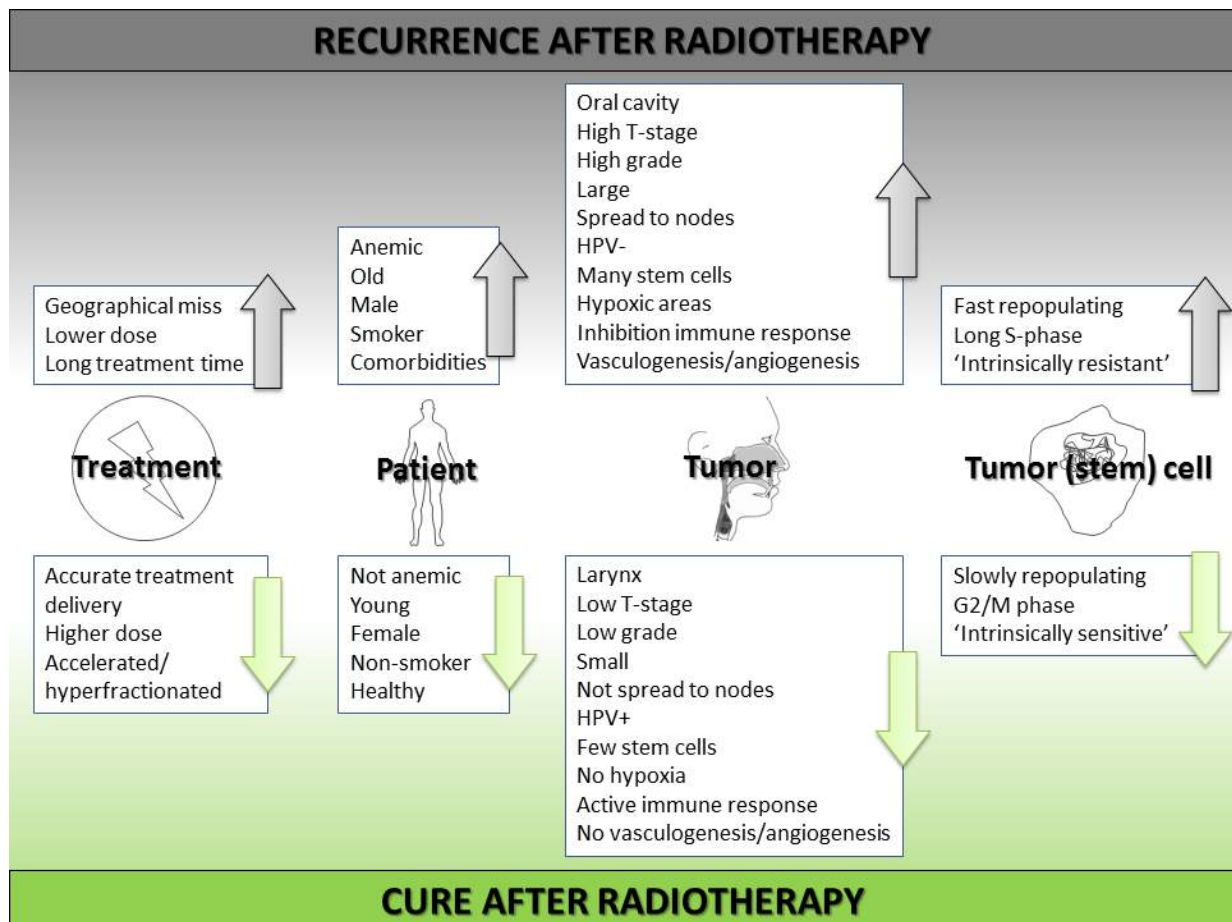 RECURRENCE AFTER RADIOTHERAPY
Geographical miss
Lower dose
Long treatment time
Anemic
Old
Male
Smoker
Comorbidities
Oral cavity
High T-stage
High grade
Large
Spread to nodes
HPV-
Many stem cells
Hypoxic areas
Inhibition immune response
Vasculogenesis/angiogenesis
Fast repopulating
Long S-phase
‘Intrinsically resistant’
Treatment
Patient
Tumor
Tumor (stem) cell
Accurate treatment
delivery
Higher dose
Accelerated/
hyperfractionated
Not anemic
Young
Female
Non-smoker
Healthy
Larynx
Low T-stage
Low grade
Small
Not spread to nodes
HPV+
Few stem cells
No hypoxia
Active immune response
No vasculogenesis/angiogenesis
Slowly repopulating
G2/M phase
‘Intrinsically sensitive’
CURE AFTER RADIOTHERAPY